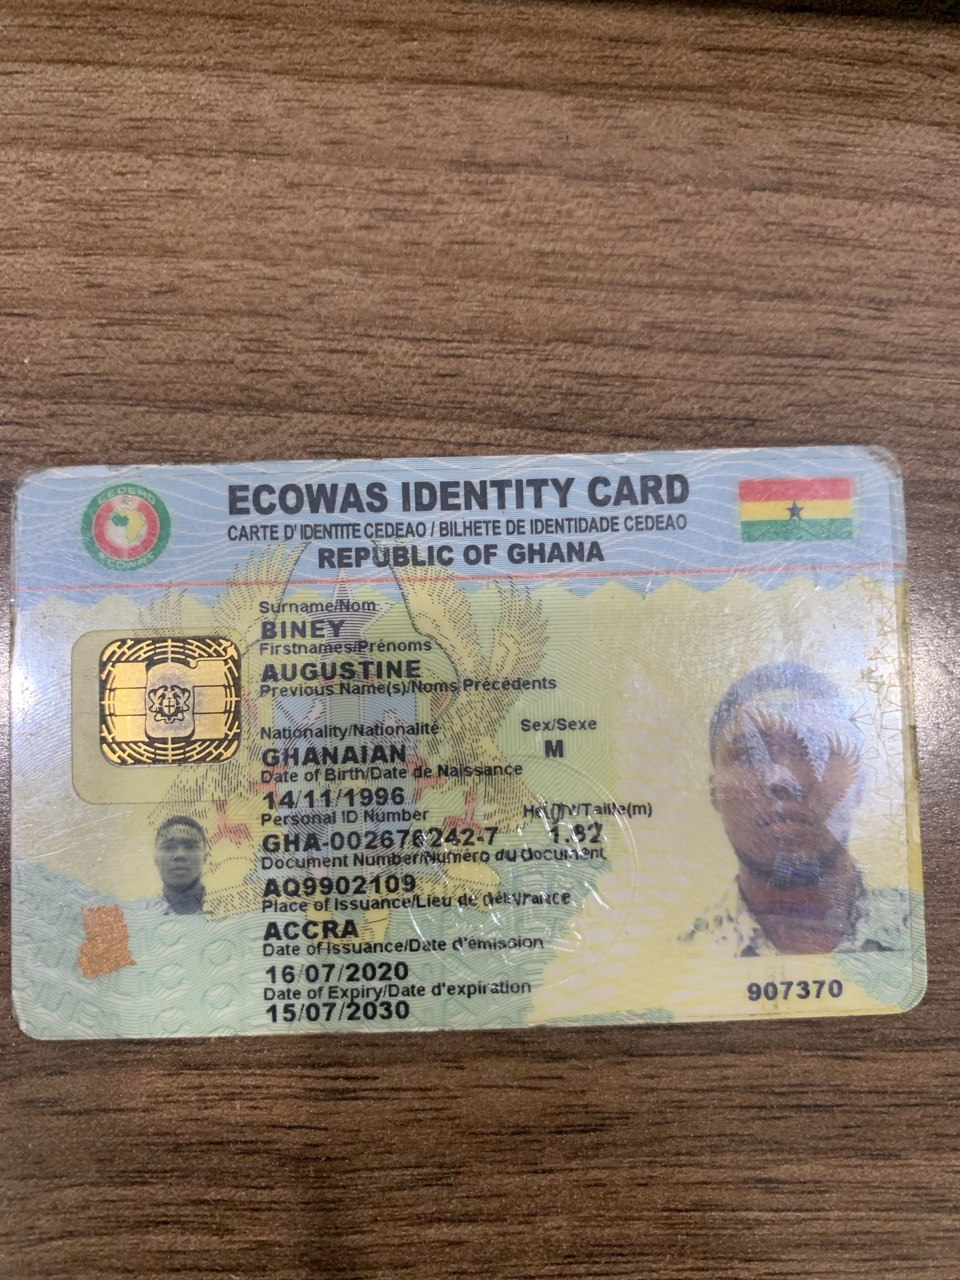 CEDEAO
ECOWAS
ECOWAS IDENTITY CARD
CARTE D'IDENTITE CEDEAO / BILHETE DE IDENTIDADE CEDEAO
REPUBLIC OF GHANA
Surname/Nom
BINEY
Firstnames/Prénoms
AUGUSTINE
Previous Name(s)/Noms Précédents
Nationality/Nationalité
GHANAIAN
Sex/Sexe
M
Date of Birth/Date de Naissance
14/11/1996
Personal ID Number
GHA-002676242-7
Height/Taille(m)
1.82
Document Number/Numéro du document
AQ9902109
Place of Issuance/Lieu de délivrance
ACCRA
Date of Issuance/Date d'émission
16/07/2020
Date of Expiry/Date d'expiration
15/07/2030
907370